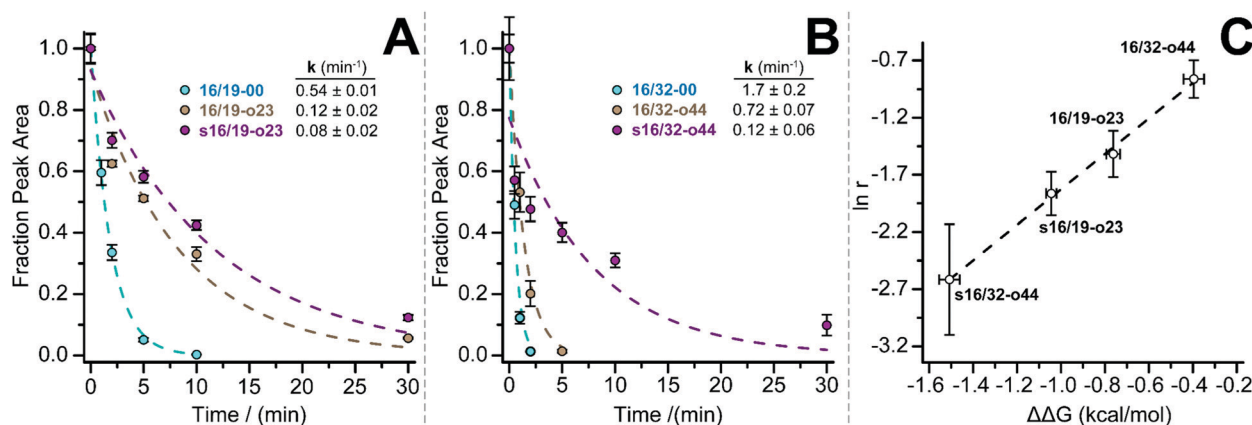 A
k (min⁻¹)
16/19-00 0.54 ± 0.01
16/19-o23 0.12 ± 0.02
s16/19-o23 0.08 ± 0.02
Fraction Peak Area
1.0
0.8
0.6
0.4
0.2
0.0
0 5 10 15 20 25 30
Time / (min)
B
k (min⁻¹)
16/32-00 1.7 ± 0.2
16/32-o44 0.72 ± 0.07
s16/32-o44 0.12 ± 0.06
Fraction Peak Area
1.0
0.8
0.6
0.4
0.2
0.0
0 5 10 15 20 25 30
Time /(min)
C
16/32-o44
16/19-o23
s16/19-o23
s16/32-o44
ln r
-0.7
-1.2
-1.7
-2.2
-2.7
-3.2
-1.6 -1.4 -1.2 -1.0 -0.8 -0.6 -0.4 -0.2
ΔΔG (kcal/mol)